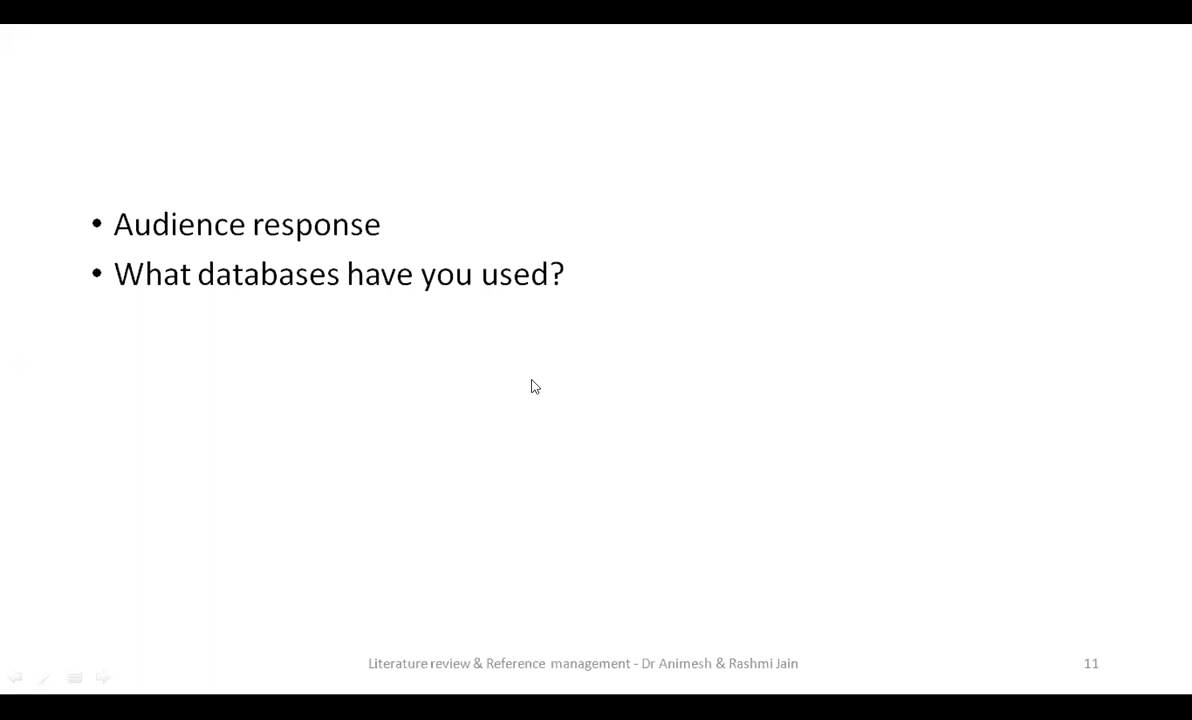 • Audience response
• What databases have you used?
Literature review & Reference management - Dr Animesh & Rashmi Jain
11